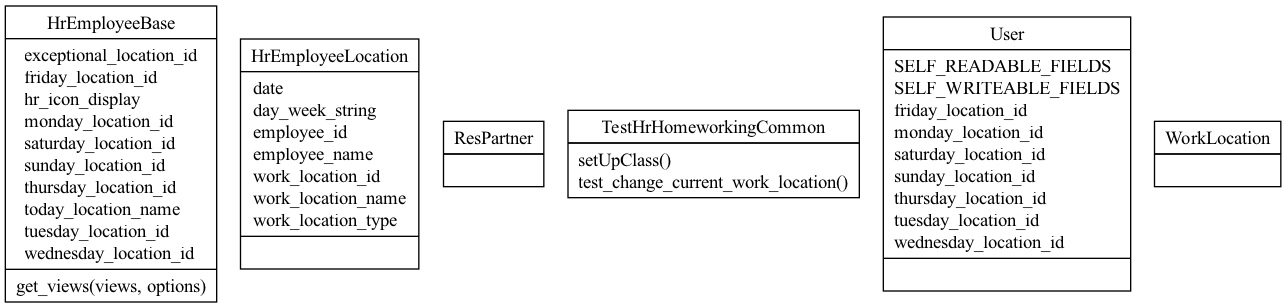 HrEmployeeBase
exceptional_location_id
friday_location_id
hr_icon_display
monday_location_id
saturday_location_id
sunday_location_id
thursday_location_id
today_location_name
tuesday_location_id
wednesday_location_id
get_views(views, options)
HrEmployeeLocation
date
day_week_string
employee_id
employee_name
work_location_id
work_location_name
work_location_type
ResPartner
TestHrHomeworkingCommon
setUpClass()
test_change_current_work_location()
User
SELF_READABLE_FIELDS
SELF_WRITEABLE_FIELDS
friday_location_id
monday_location_id
saturday_location_id
sunday_location_id
thursday_location_id
tuesday_location_id
wednesday_location_id
WorkLocation